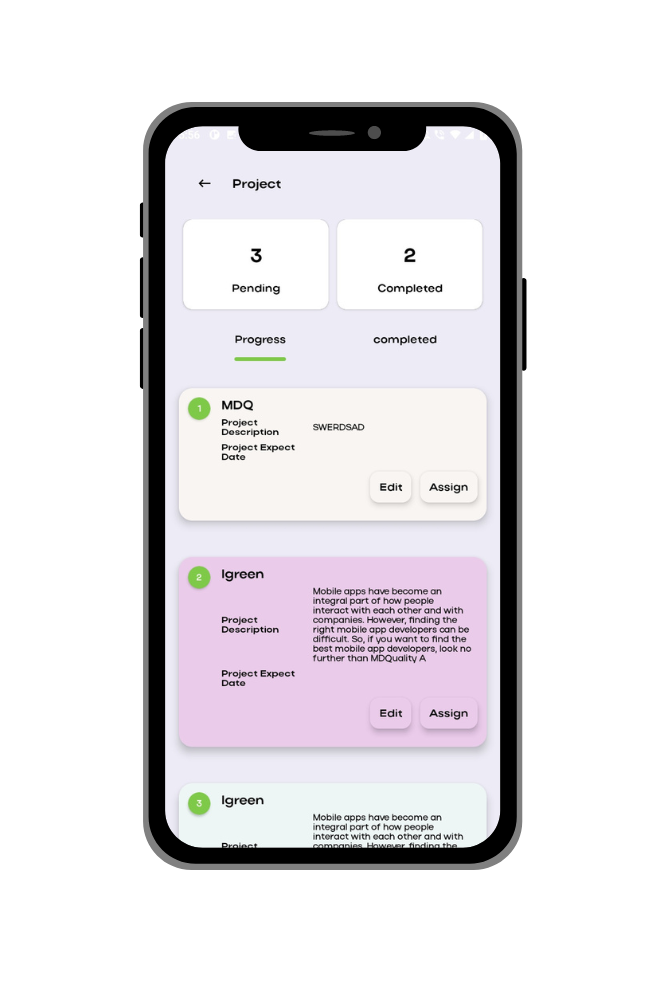 Project
3
2
Pending
Completed
Progress
completed
1
MDQ
Project
Description
SWERDSAD
Project Expect
Date
Edit
Assign
2
Igreen
Project
Description
Mobile apps have become an
integral part of how people
interact with each other and with
companies. However, finding the
right mobile app developers can be
difficult. So, if you want to find the
best mobile app developers, look no
further than MDQuality A
Project Expect
Date
Edit
Assign
3
Igreen
Project
Mobile apps have become an
integral part of how people
interact with each other and with
companies. However, finding the